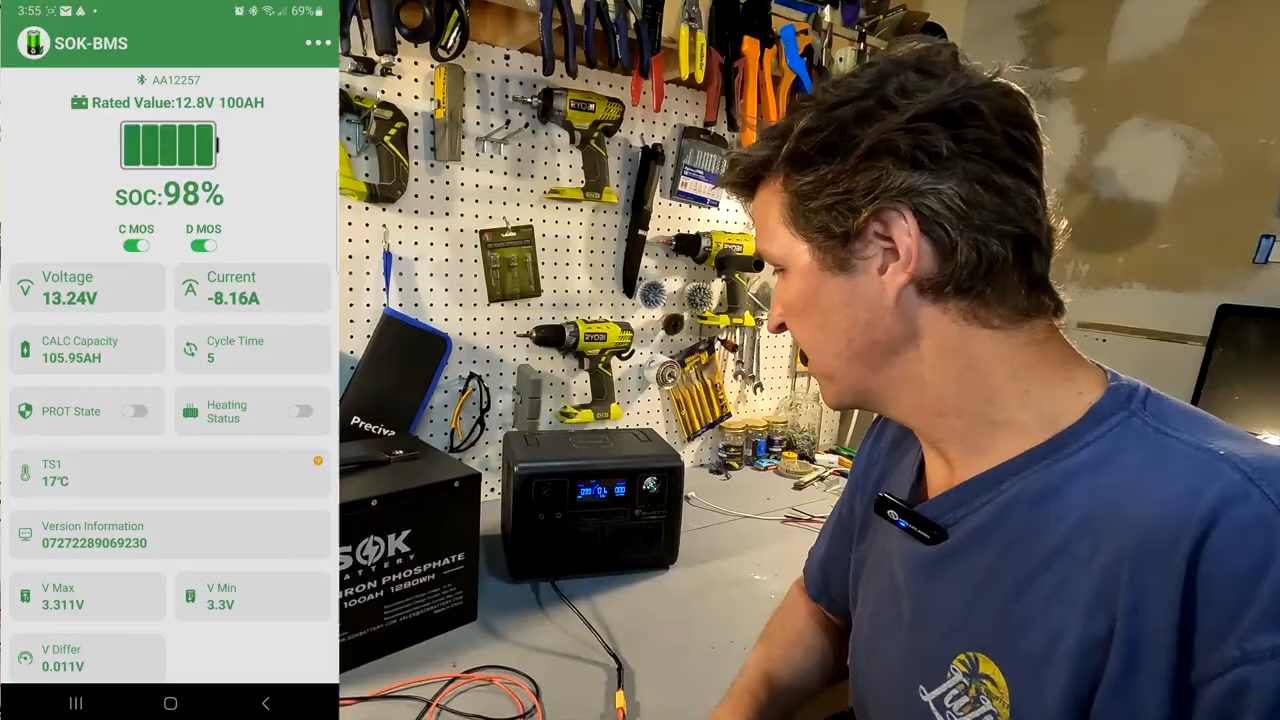 3:55
69%
SOK-BMS
AA12257
Rated Value:12.8V 100AH
SOC:98%
C MOS
D MOS
Voltage
13.24V
Current
-8.16A
CALC Capacity
105.95AH
Cycle Time
5
PROT State
Heating
Status
TS1
17℃
Version Information
07272289069230
V Max
3.311V
V Min
3.3V
V Differ
0.011V
RYOBI
RYOBI
Preciva
SOK
BATTERY
IRON PHOSPHATE
100AH 1280WH
BLUETTI